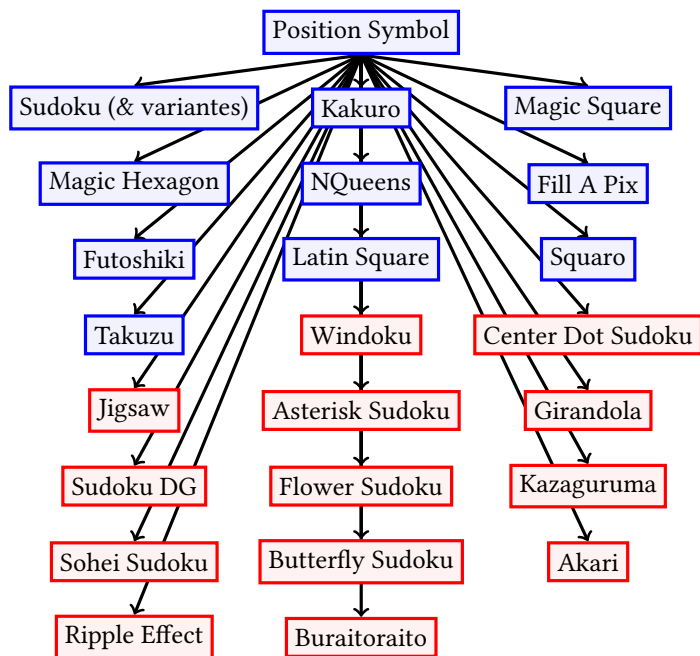 Position Symbol
Sudoku (& variantes)
Kakuro
Magic Square
Magic Hexagon
NQueens
Fill A Pix
Futoshiki
Latin Square
Squaro
Takuzu
Windoku
Center Dot Sudoku
Jigsaw
Asterisk Sudoku
Girandola
Sudoku DG
Flower Sudoku
Kazaguruma
Sohei Sudoku
Butterfly Sudoku
Akari
Ripple Effect
Buraitoraito